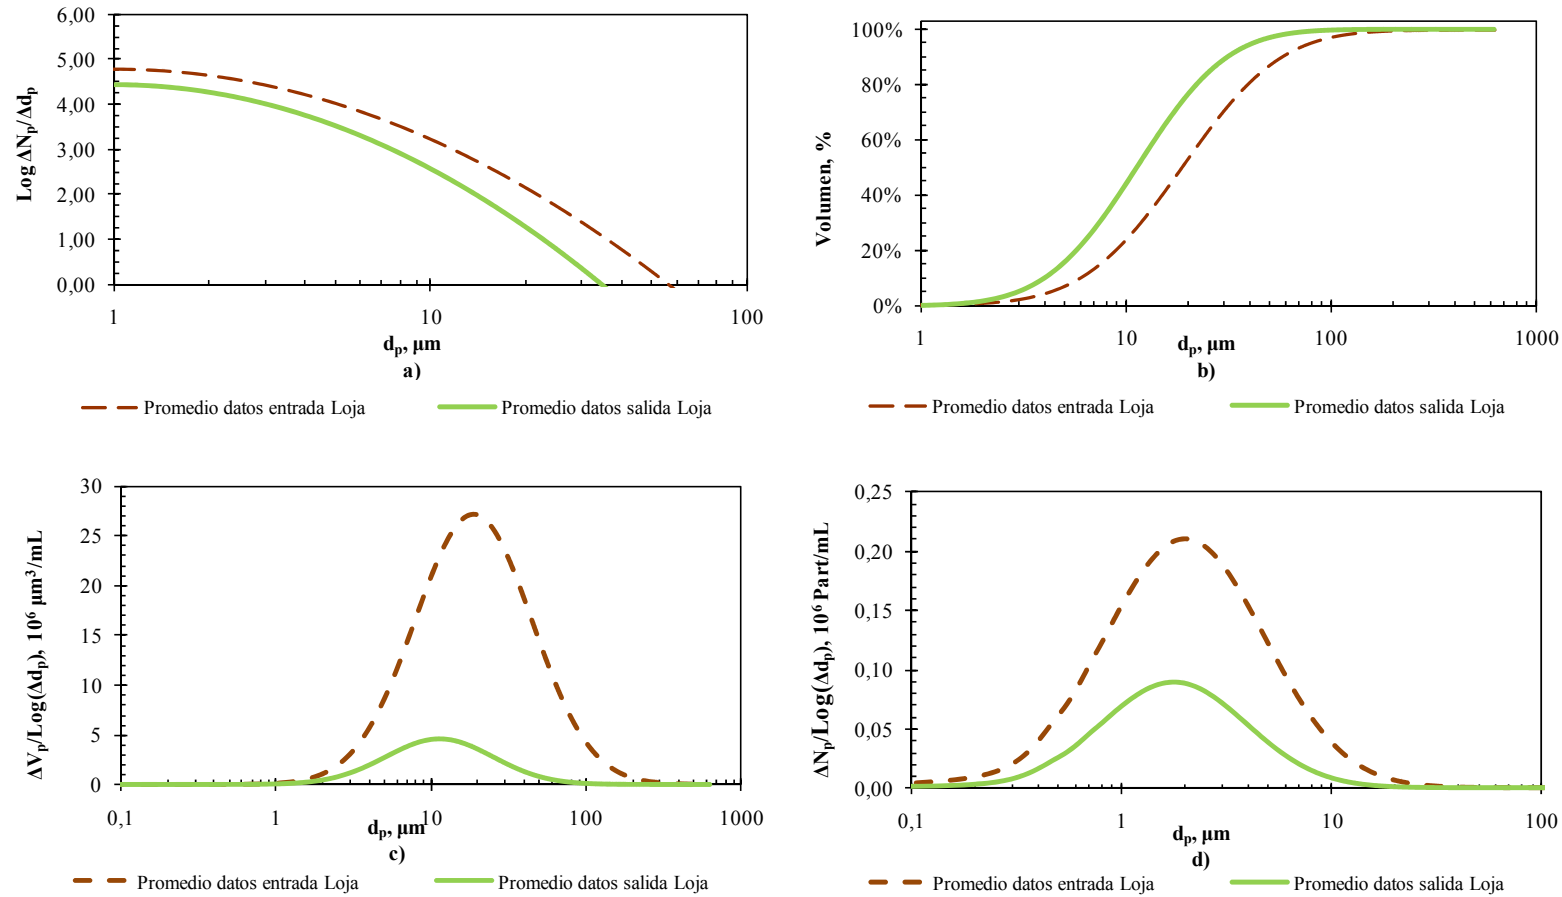 6,00
5,00
4,00
3,00
2,00
1,00
0,00
Log ΔNp/Δdp
1 10 100
dp, µm
a)
Promedio datos entrada Loja Promedio datos salida Loja
100%
80%
60%
40%
20%
0%
Volumen, %
1 10 100 1000
dp, µm
b)
Promedio datos entrada Loja Promedio datos salida Loja
30
25
20
15
10
5
0
ΔVp/Log(Δdp), 10⁶ µm³/mL
0,1 1 10 100 1000
dp, µm
c)
Promedio datos entrada Loja Promedio datos salida Loja
0,25
0,20
0,15
0,10
0,05
0,00
ΔNp/Log(Δdp), 10⁶ Part/mL
0,1 1 10 100
dp, µm
d)
Promedio datos entrada Loja Promedio datos salida Loja